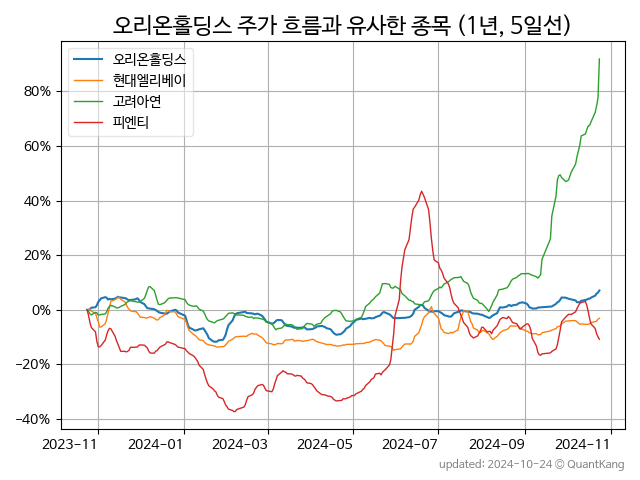 오리온홀딩스 주가 흐름과 유사한 종목 (1년, 5일선)
오리온홀딩스
현대엘리베이
고려아연
피엔티
80%
60%
40%
20%
0%
−20%
−40%
2023-11
2024-01
2024-03
2024-05
2024-07
2024-09
2024-11
updated: 2024-10-24 © QuantKang